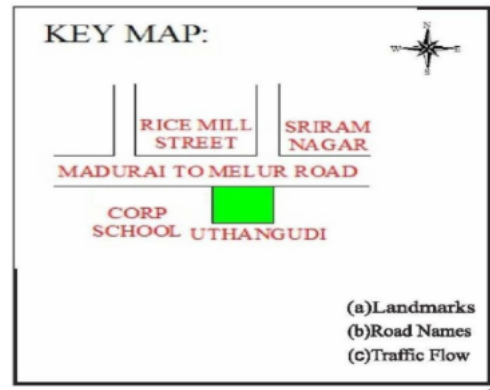 KEY MAP:
N
W E
S
RICE MILL
STREET
SRIRAM
NAGAR
MADURAI TO MELUR ROAD
CORP
SCHOOL
UTHANGUDI
(a)Landmarks
(b)Road Names
(c)Traffic Flow